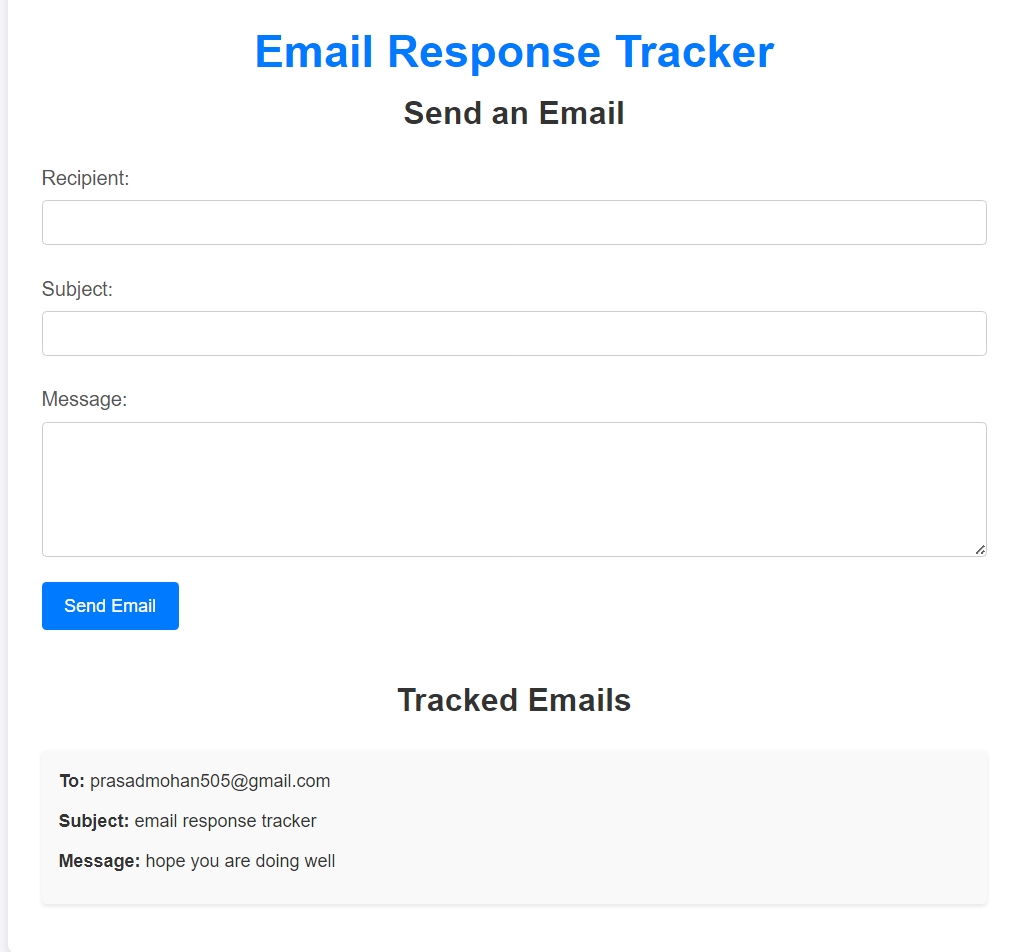 Email Response Tracker
Send an Email
Recipient:
Subject:
Message:
Send Email
Tracked Emails
To: prasadmohan505@gmail.com
Subject: email response tracker
Message: hope you are doing well